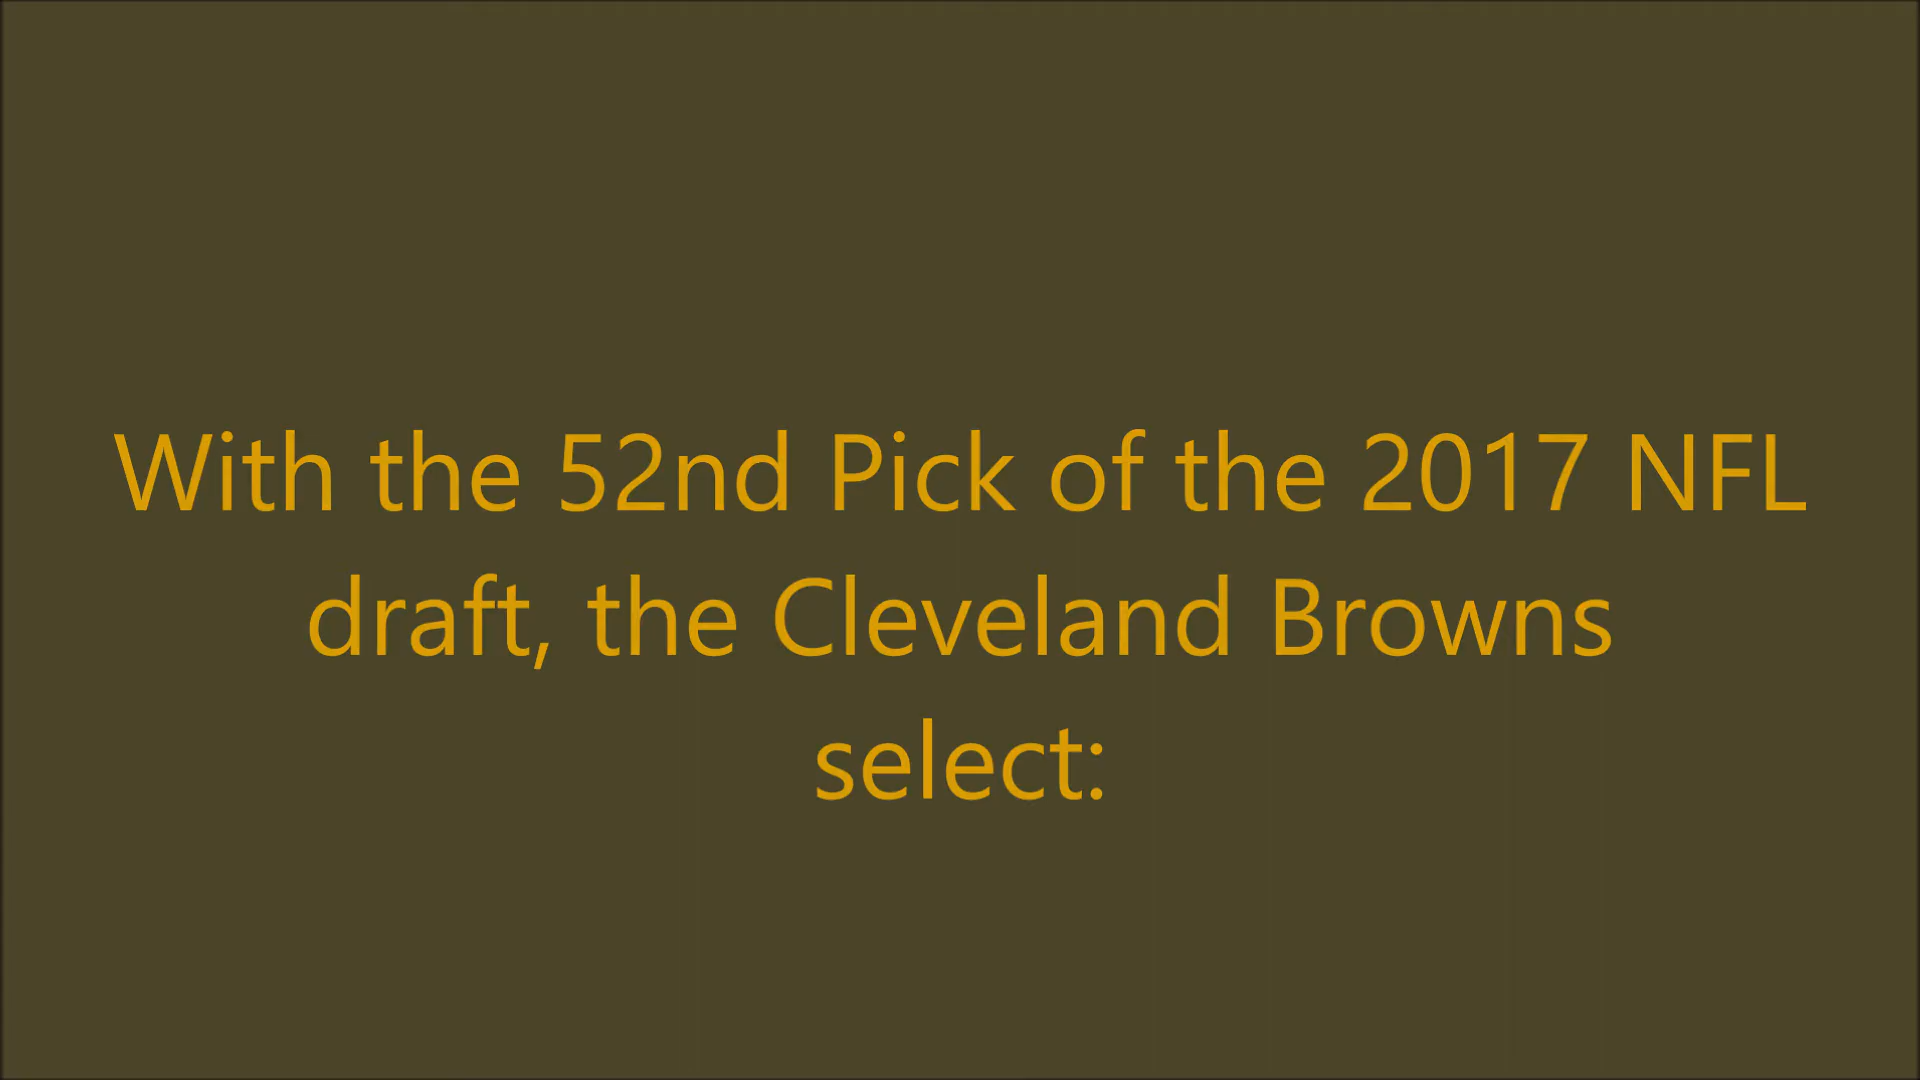 With the 52nd Pick of the 2017 NFL
draft, the Cleveland Browns
select: